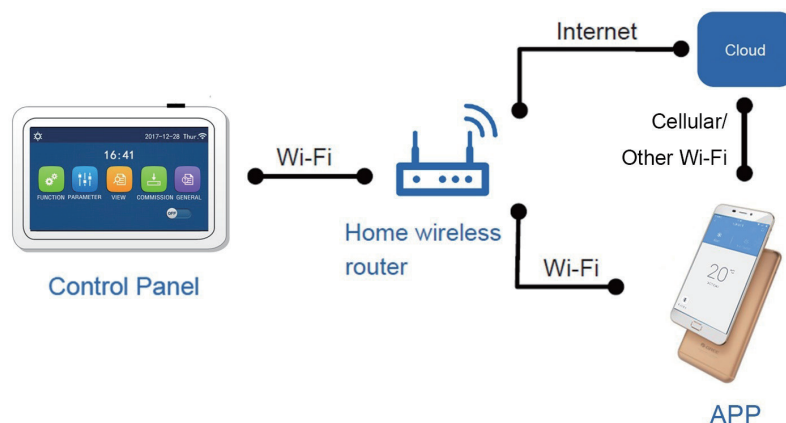 Internet
Cloud
Cellular/
Other Wi-Fi
2017-12-28 Thur.
16:41
FUNCTION PARAMETER VIEW COMMISSION GENERAL
OFF
Wi-Fi
Home wireless
router
Wi-Fi
20°C
Control Panel
APP